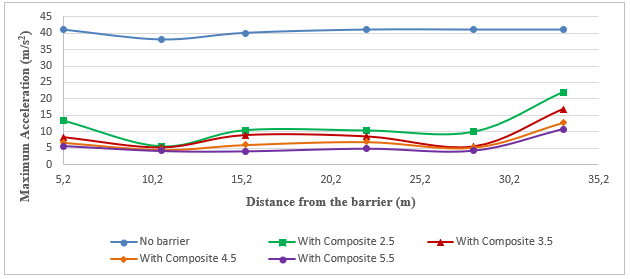 45
40
35
30
25
20
15
10
5
0
Maximum Acceleration (m/s²)
5,2 10,2 15,2 20,2 25,2 30,2 35,2
Distance from the barrier (m)
No barrier With Composite 2.5 With Composite 3.5
With Composite 4.5 With Composite 5.5